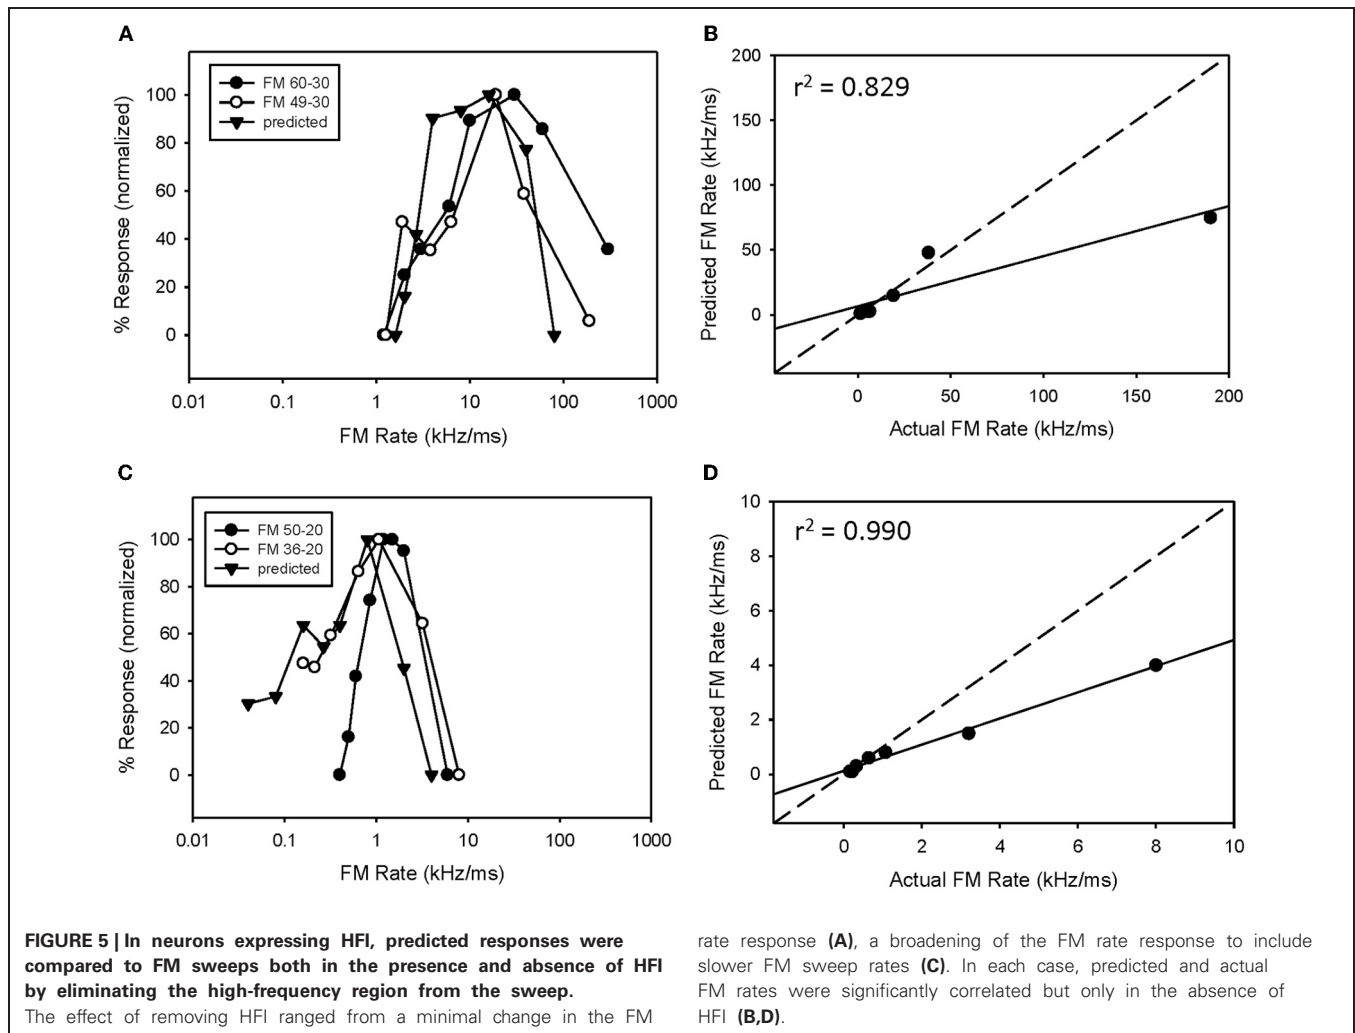 A
% Response (normalized)
100
80
60
40
20
0
FM 60-30
FM 49-30
predicted
0.01 0.1 1 10 100 1000
FM Rate (kHz/ms)
B
Predicted FM Rate (kHz/ms)
200
150
100
50
0
r² = 0.829
0 50 100 150 200
Actual FM Rate (kHz/ms)
C
% Response (normalized)
100
80
60
40
20
0
FM 50-20
FM 36-20
predicted
0.01 0.1 1 10 100 1000
FM Rate (kHz/ms)
D
Predicted FM Rate (kHz/ms)
10
8
6
4
2
0
r² = 0.990
0 2 4 6 8 10
Actual FM Rate (kHz/ms)
FIGURE 5 | In neurons expressing HFI, predicted responses were
compared to FM sweeps both in the presence and absence of HFI
by eliminating the high-frequency region from the sweep.
The effect of removing HFI ranged from a minimal change in the FM
rate response (A), a broadening of the FM rate response to include
slower FM sweep rates (C). In each case, predicted and actual
FM rates were significantly correlated but only in the absence of
HFI (B,D).